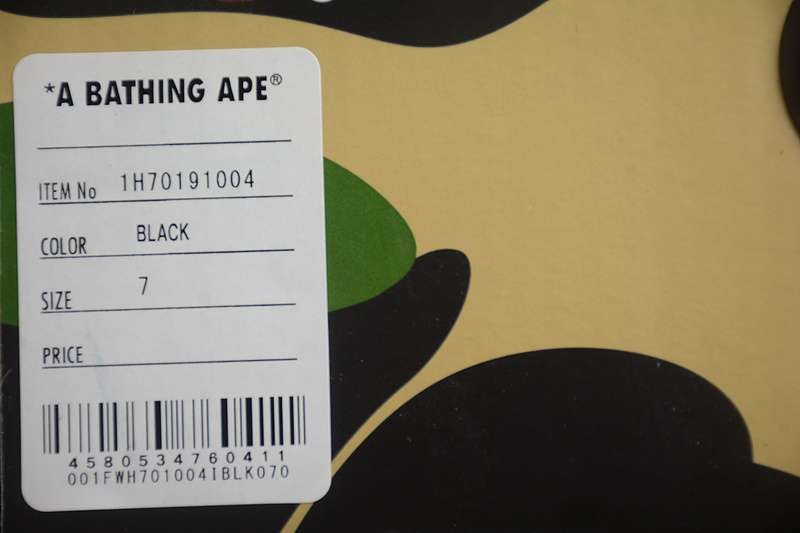 *A BATHING APE®
ITEM No 1H70191004
COLOR BLACK
SIZE 7
PRICE
4580534760411
001FWH701004IBLK070